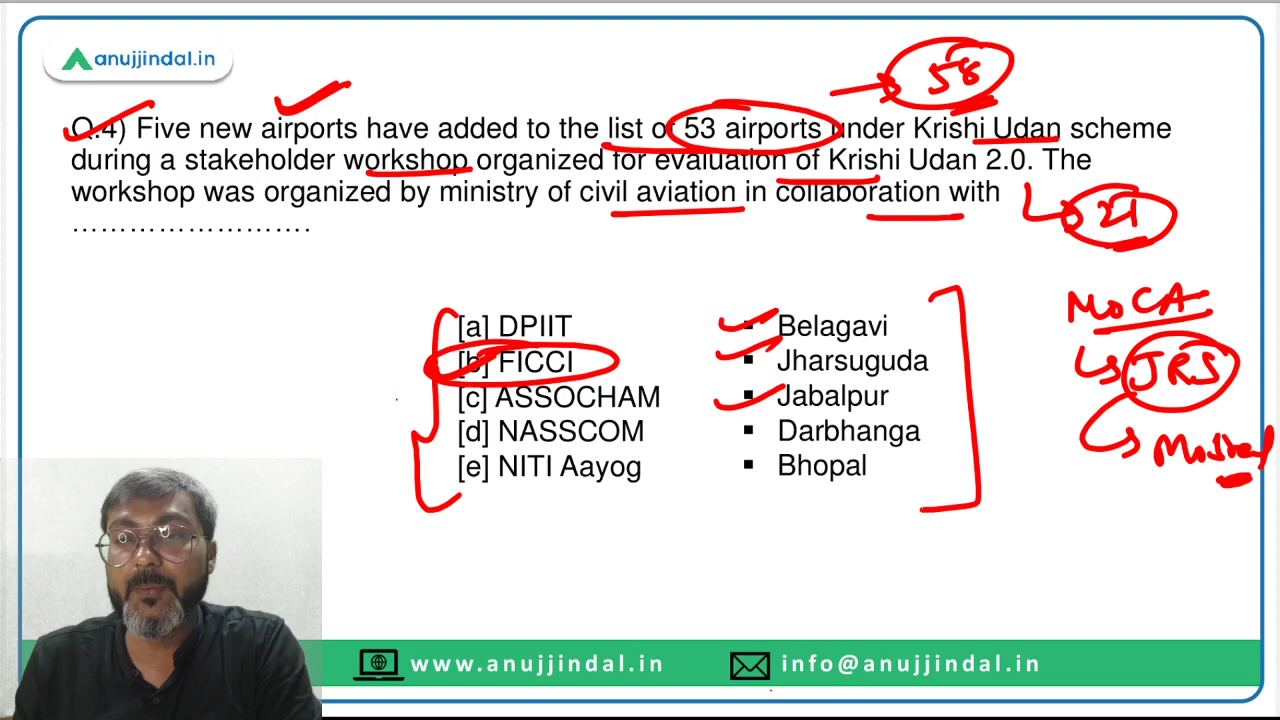 anujjindal.in
58
Q.4) Five new airports have added to the list of 53 airports under Krishi Udan scheme
during a stakeholder workshop organized for evaluation of Krishi Udan 2.0. The
workshop was organized by ministry of civil aviation in collaboration with
…………………….
21
[a] DPIIT
[b] FICCI
[c] ASSOCHAM
[d] NASSCOM
[e] NITI Aayog
▪ Belagavi
▪ Jharsuguda
▪ Jabalpur
▪ Darbhanga
▪ Bhopal
MoCA
JRS
www.anujjindal.in
info@anujjindal.in